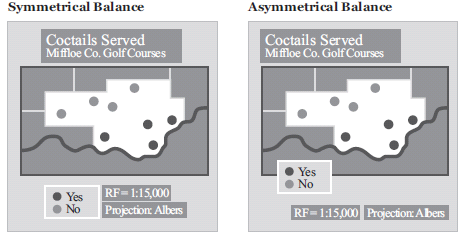 Symmetrical Balance
Coctails Served
Miffloe Co. Golf Courses
Yes
No
RF = 1:15,000
Projection: Albers
Asymmetrical Balance
Coctails Served
Miffloe Co. Golf Courses
Yes
No
RF = 1:15,000
Projection: Albers